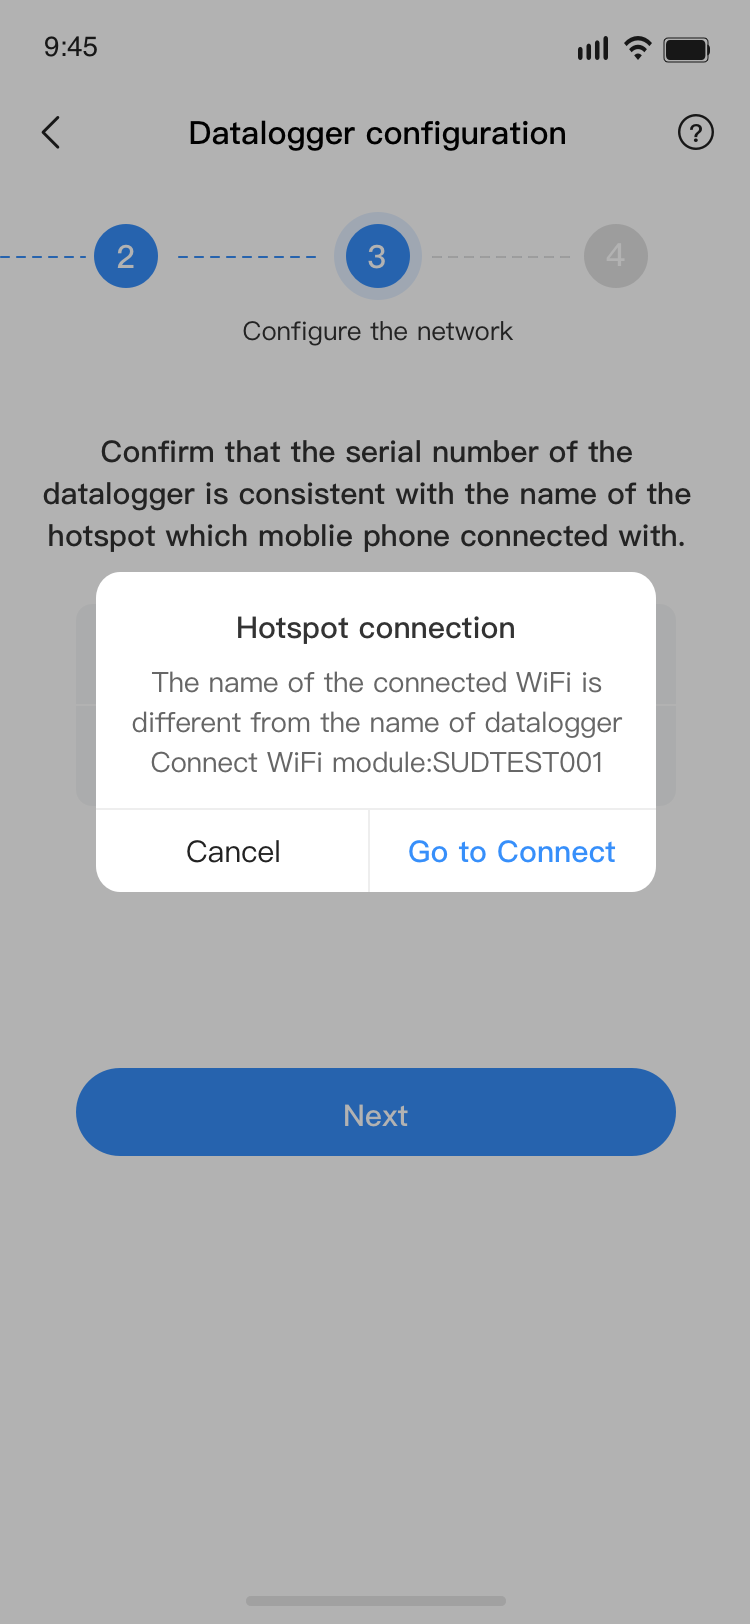 9:45
Datalogger configuration
?
2
3
4
Configure the network
Confirm that the serial number of the
datalogger is consistent with the name of the
hotspot which moblie phone connected with.
Hotspot connection
The name of the connected WiFi is
different from the name of datalogger
Connect WiFi module:SUDTEST001
Cancel
Go to Connect
Next